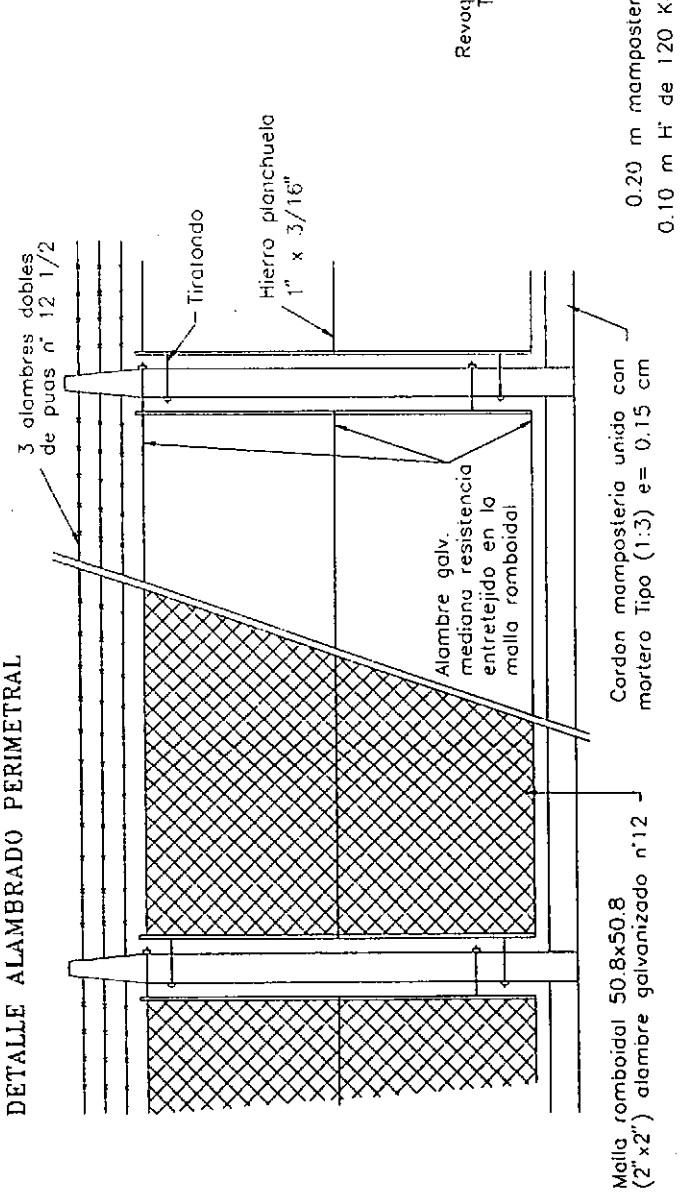 DETALLE ALAMBRADO PERIMETRAL
3 alambres dobles
de puas n° 12 1/2
Tiratondo
Hierro planchuela
1" x 3/16"
Alambre galv.
mediana resistencia
entretejido en la
malla romboidal
Malla romboidal 50.8x50.8
(2"x2") alambre galvanizado n°12
Cordon mamposteria unida con
mortero Tipo (1:3) e= 0.15 cm
Revoq
T
0.20 m mamposter
0.10 m H° de 120 K